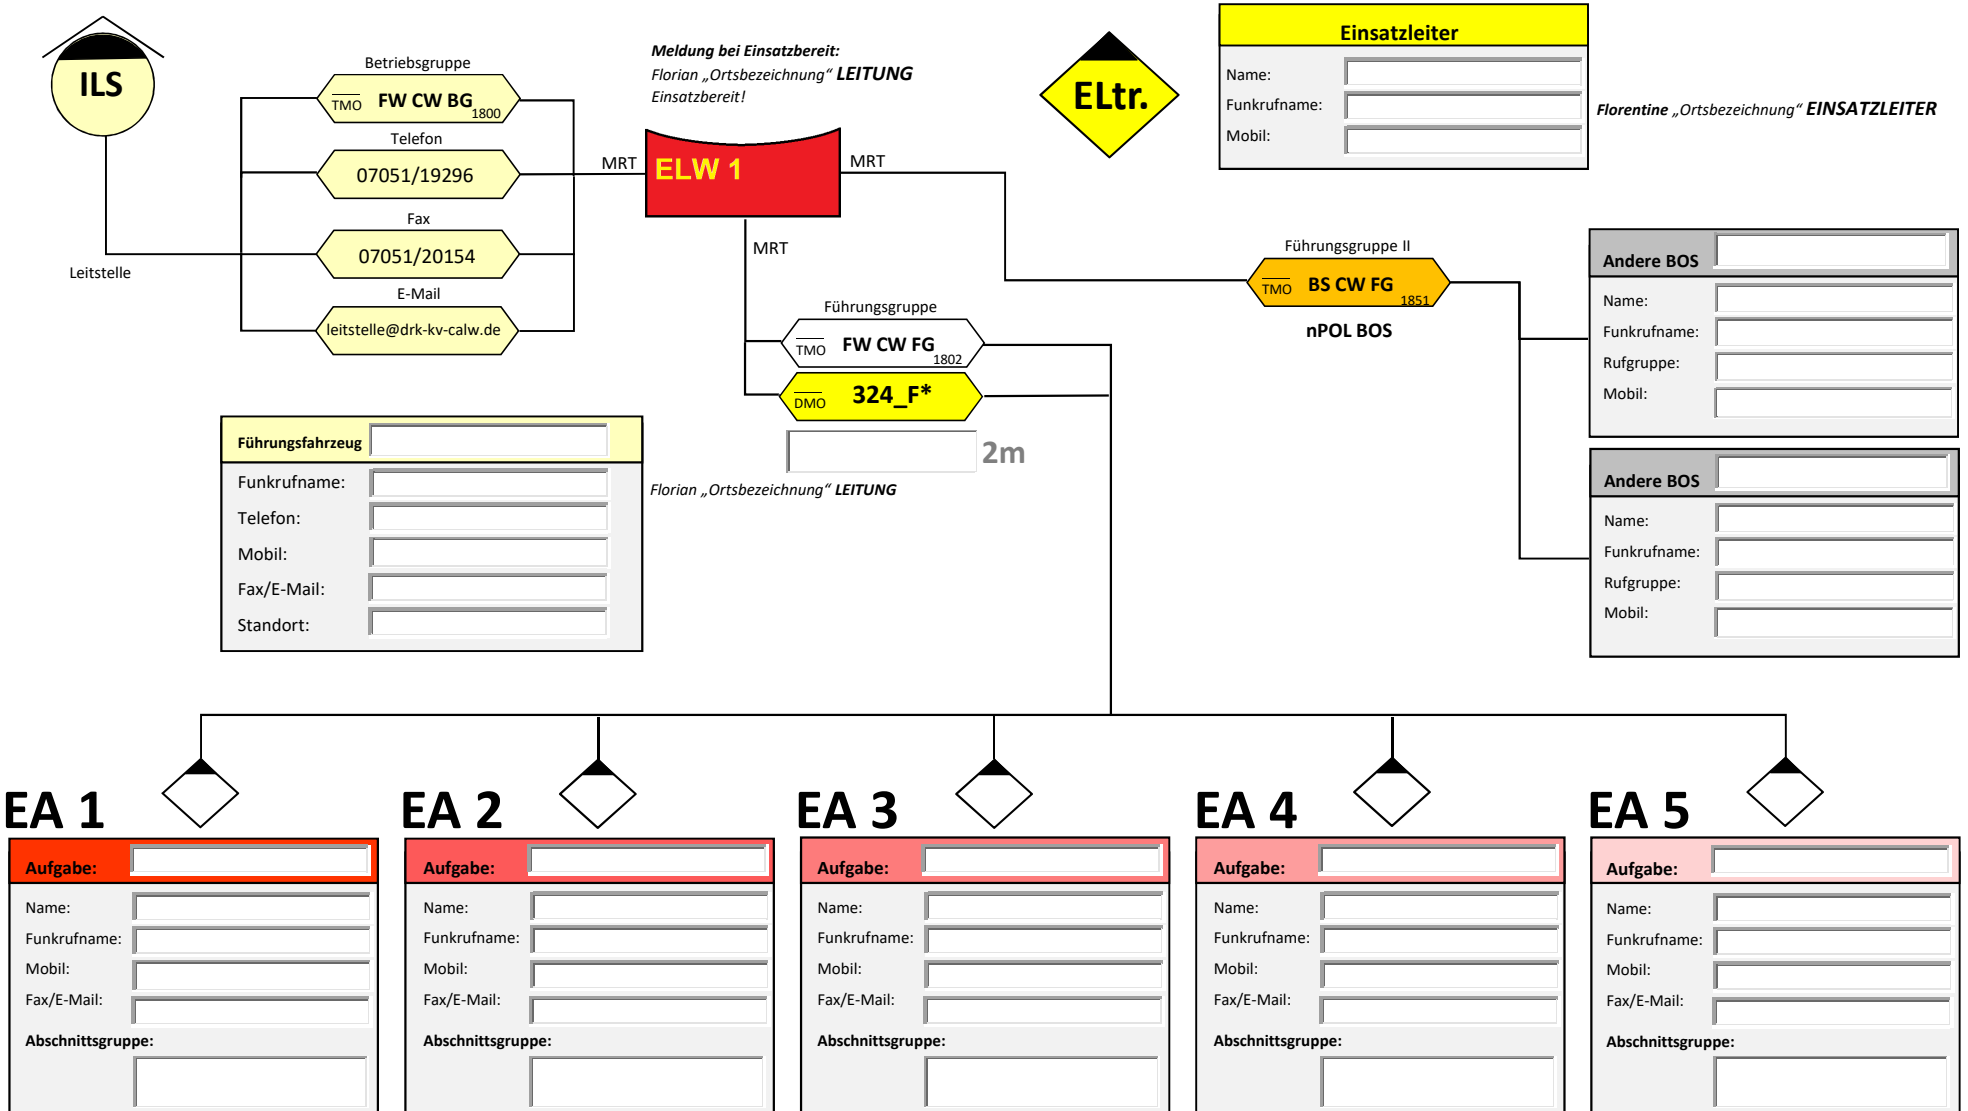 ILS
Leitstelle
Betriebsgruppe
TMO FW CW BG 1800
Telefon
07051/19296
Fax
07051/20154
E-Mail
leitstelle@drk-kv-calw.de
Meldung bei Einsatzbereit:
Florian „Ortsbezeichnung“ LEITUNG
Einsatzbereit!
MRT
ELW 1
MRT
MRT
ELtr.
Einsatzleiter
Name:
Funkrufname:
Mobil:
Florentine „Ortsbezeichnung“ EINSATZLEITER
Führungsgruppe
TMO FW CW FG 1802
DMO 324_F*
2m
Florian „Ortsbezeichnung“ LEITUNG
Führungsgruppe II
TMO BS CW FG 1851
nPOL BOS
Andere BOS
Name:
Funkrufname:
Rufgruppe:
Mobil:
Andere BOS
Name:
Funkrufname:
Rufgruppe:
Mobil:
Führungsfahrzeug
Funkrufname:
Telefon:
Mobil:
Fax/E-Mail:
Standort:
EA 1
Aufgabe:
Name:
Funkrufname:
Mobil:
Fax/E-Mail:
Abschnittsgruppe:
EA 2
Aufgabe:
Name:
Funkrufname:
Mobil:
Fax/E-Mail:
Abschnittsgruppe:
EA 3
Aufgabe:
Name:
Funkrufname:
Mobil:
Fax/E-Mail:
Abschnittsgruppe:
EA 4
Aufgabe:
Name:
Funkrufname:
Mobil:
Fax/E-Mail:
Abschnittsgruppe:
EA 5
Aufgabe:
Name:
Funkrufname:
Mobil:
Fax/E-Mail:
Abschnittsgruppe: